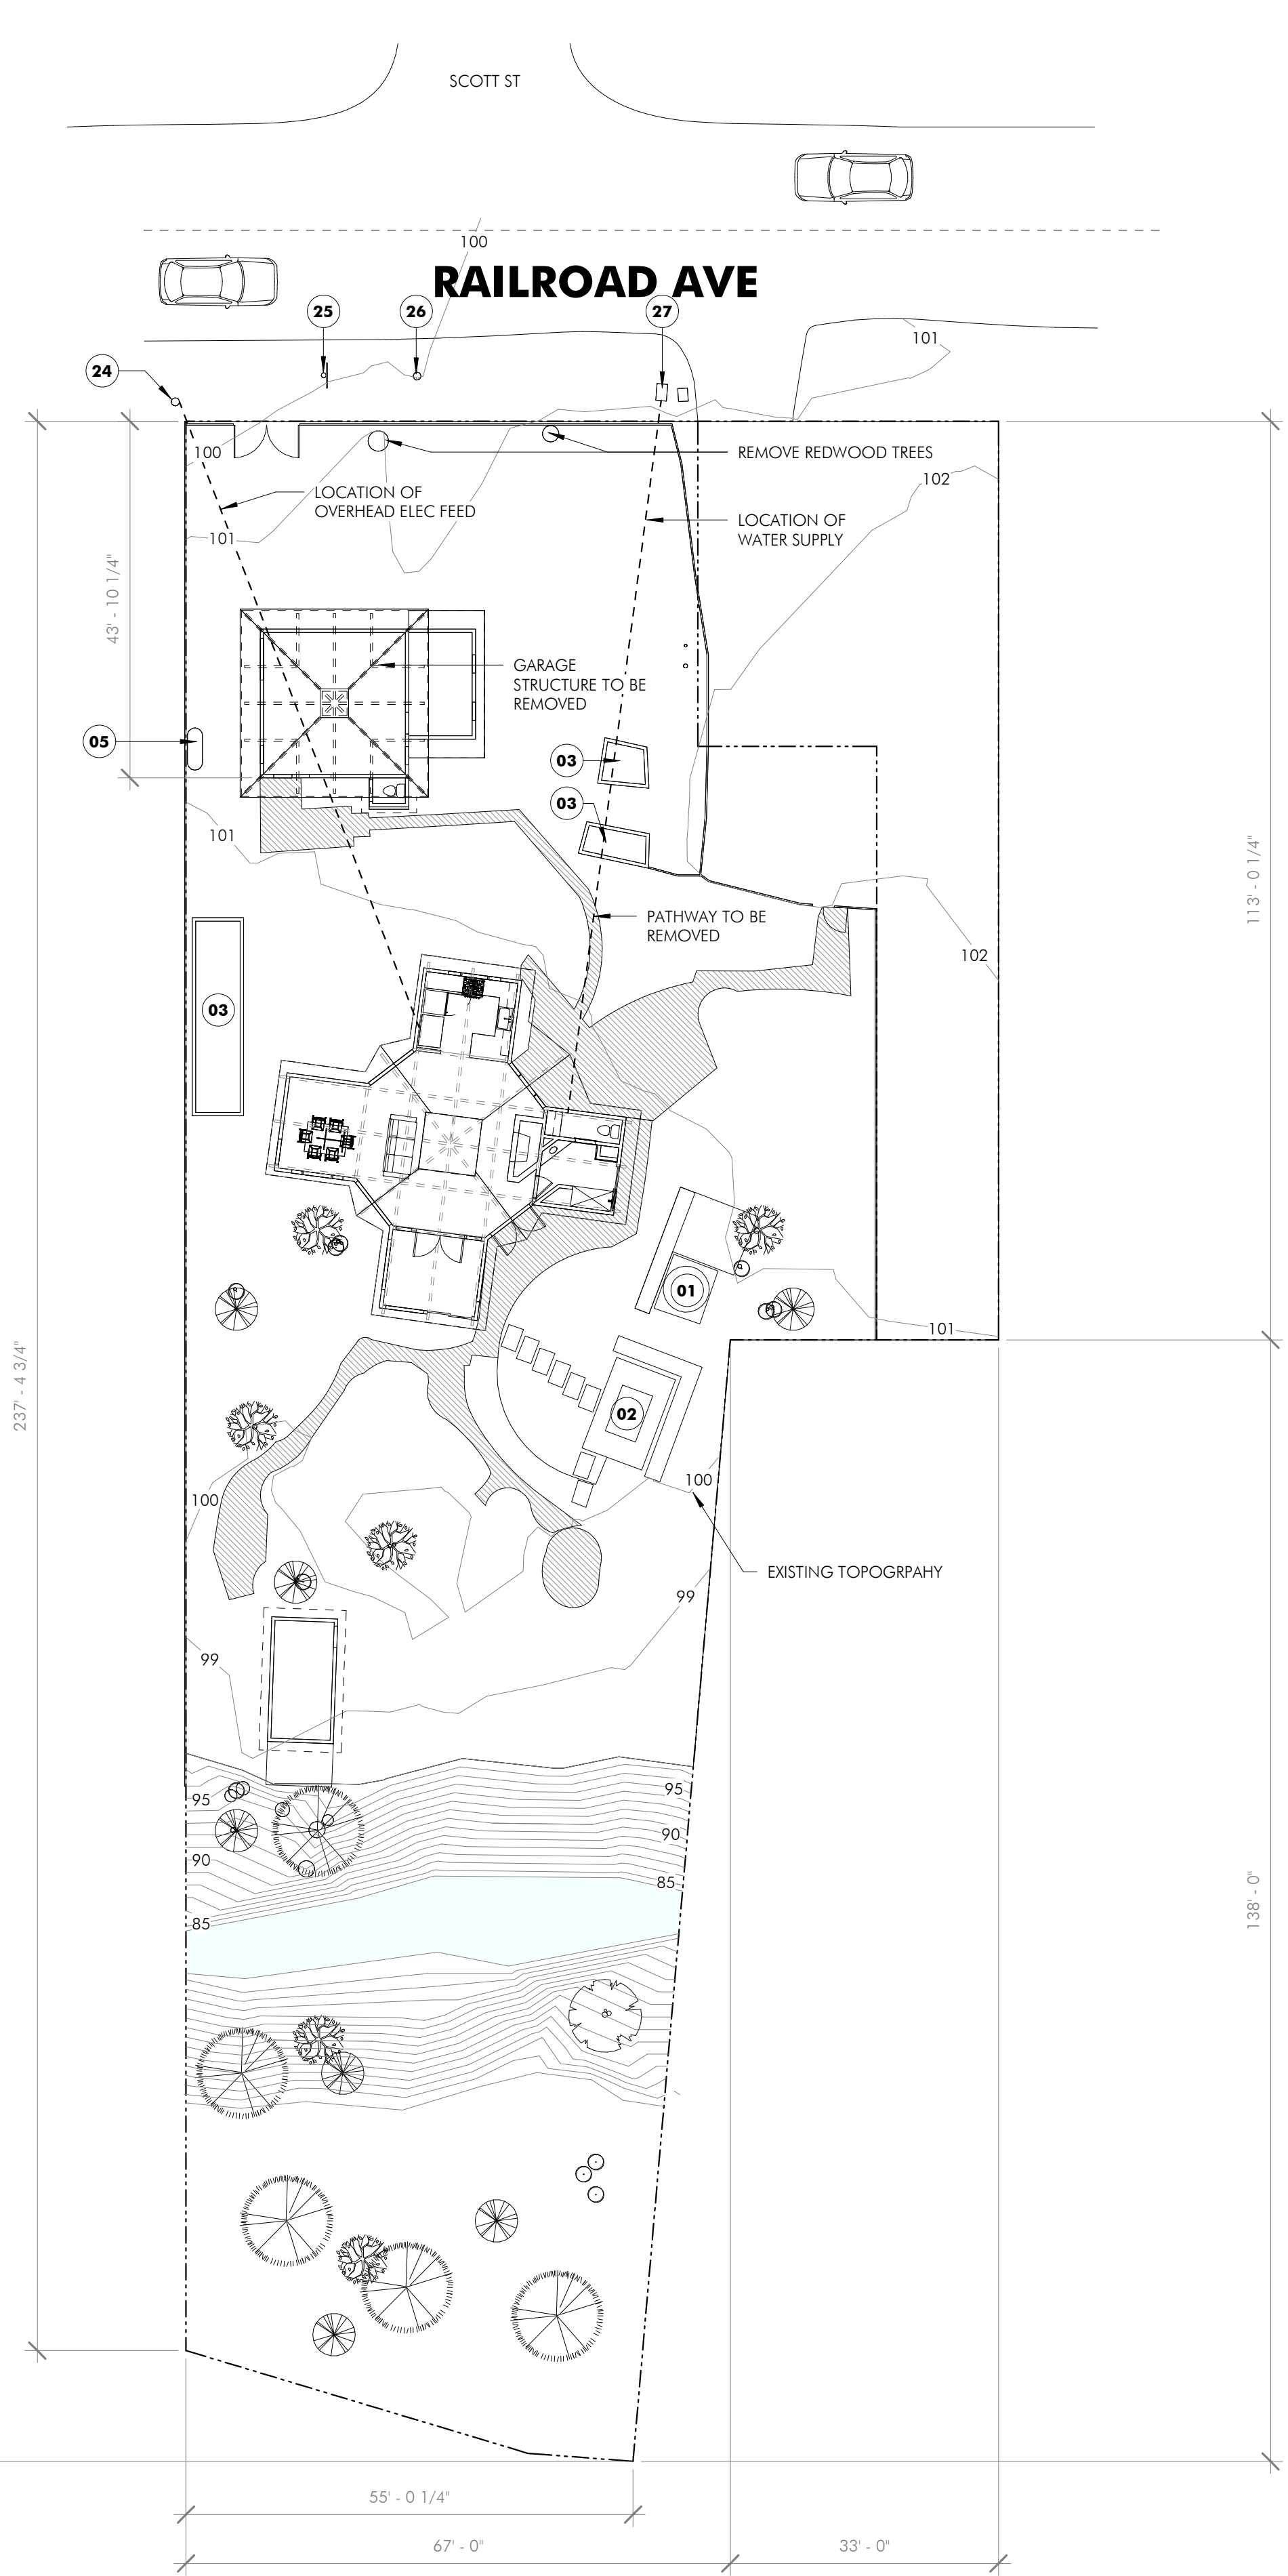 SCOTT ST
100
RAILROAD AVE
25
26
27
101
24
100
REMOVE REDWOOD TREES
102
LOCATION OF
OVERHEAD ELEC FEED
LOCATION OF
WATER SUPPLY
101
43' - 10 1/4"
GARAGE
STRUCTURE TO BE
REMOVED
05
03
03
101
113' - 0 1/4"
PATHWAY TO BE
REMOVED
102
03
01
101
237' - 4 3/4"
02
100
100
EXISTING TOPOGRPAHY
99
99
95
95
90
90
85
85
138' - 0"
55' - 0 1/4"
67' - 0"
33' - 0"